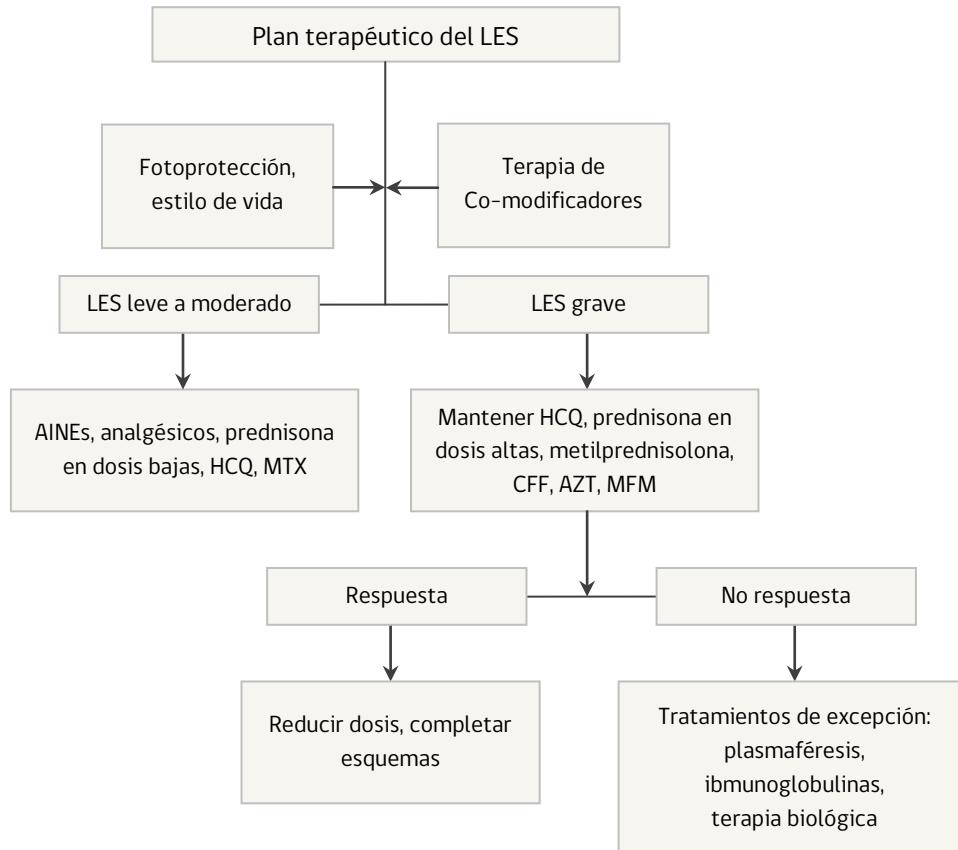 Plan terapéutico del LES
Fotoprotección,
estilo de vida
Terapia de
Co-modificadores
LES leve a moderado
LES grave
AINEs, analgésicos, prednisona
en dosis bajas, HCQ, MTX
Mantener HCQ, prednisona en
dosis altas, metilprednisolona,
CFF, AZT, MFM
Respuesta
No respuesta
Reducir dosis, completar
esquemas
Tratamientos de excepción:
plasmaféresis,
ibmunoglobulinas,
terapia biológica